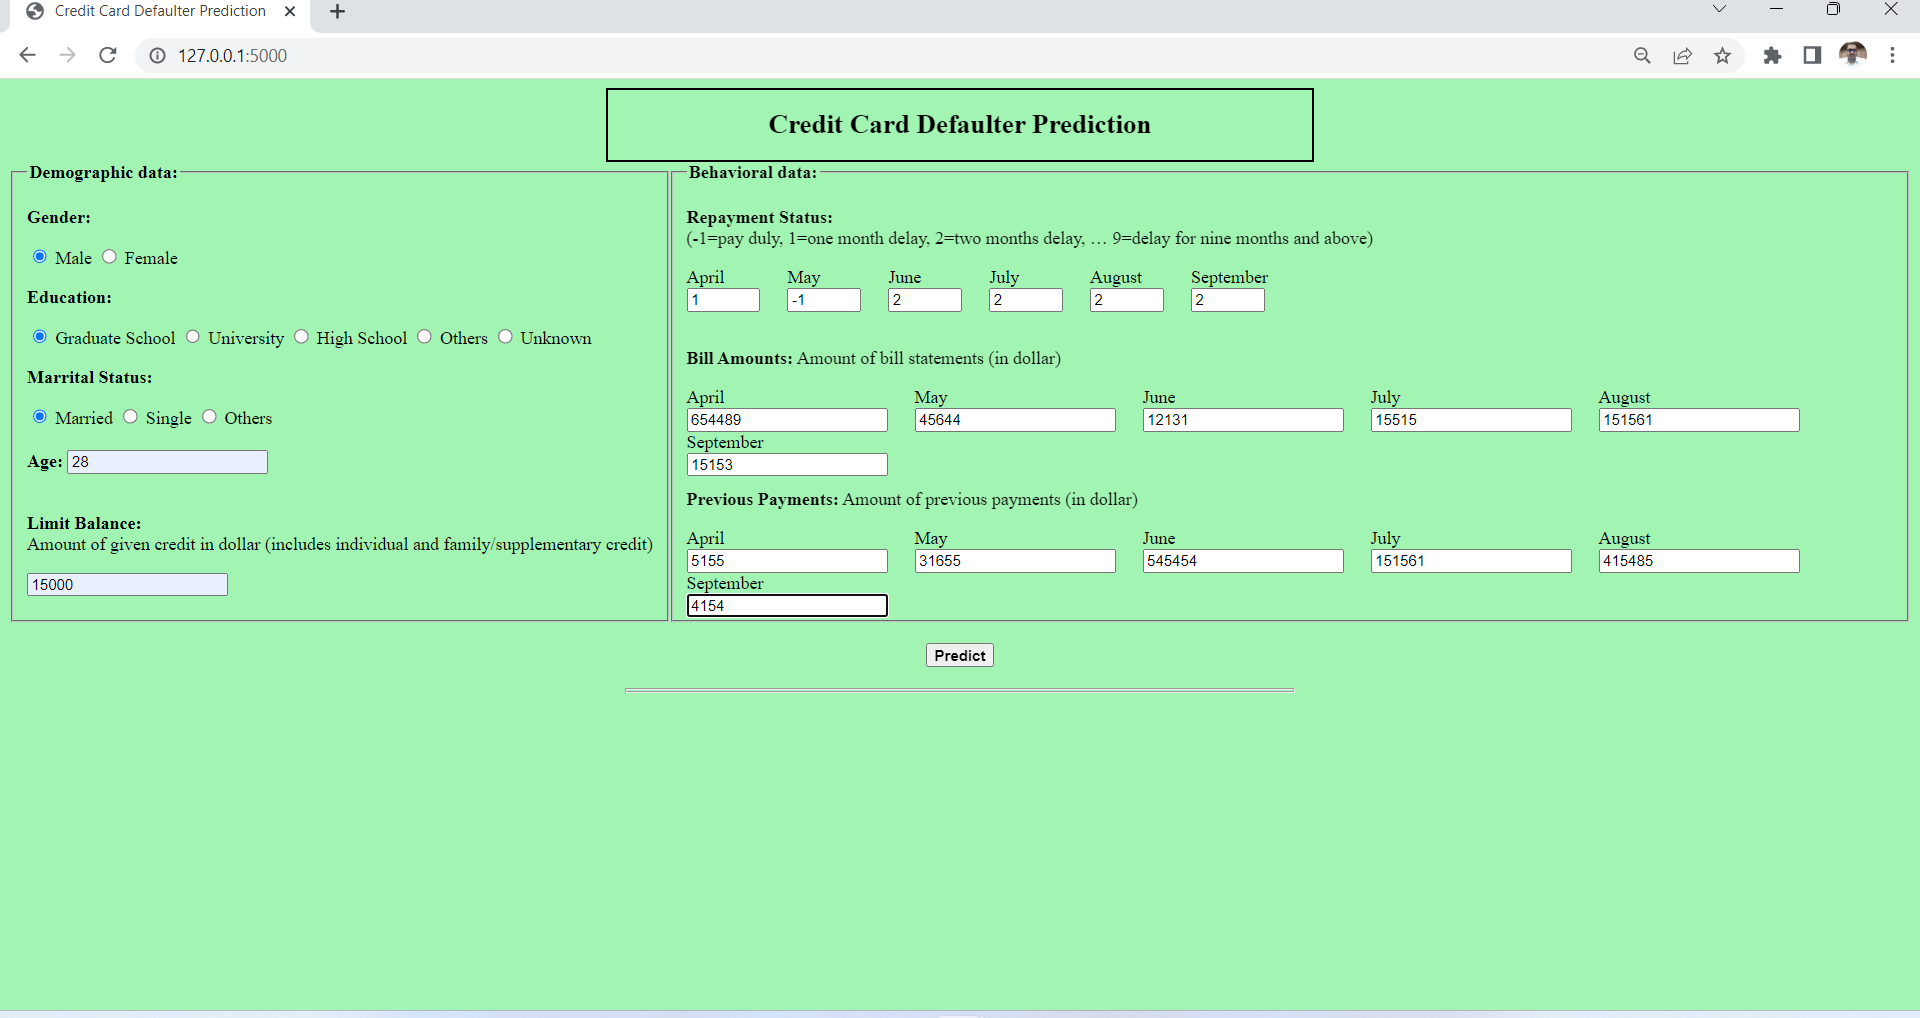 Credit Card Defaulter Prediction
127.0.0.1:5000
Credit Card Defaulter Prediction
Demographic data:
Gender:
Male Female
Education:
Graduate School University High School Others Unknown
Marrital Status:
Married Single Others
Age: 28
Limit Balance:
Amount of given credit in dollar (includes individual and family/supplementary credit)
15000
Behavioral data:
Repayment Status:
(-1=pay duly, 1=one month delay, 2=two months delay, … 9=delay for nine months and above)
April May June July August September
1 -1 2 2 2 2
Bill Amounts: Amount of bill statements (in dollar)
April May June July August
654489 45644 12131 15515 151561
September
15153
Previous Payments: Amount of previous payments (in dollar)
April May June July August
5155 31655 545454 151561 415485
September
4154
Predict